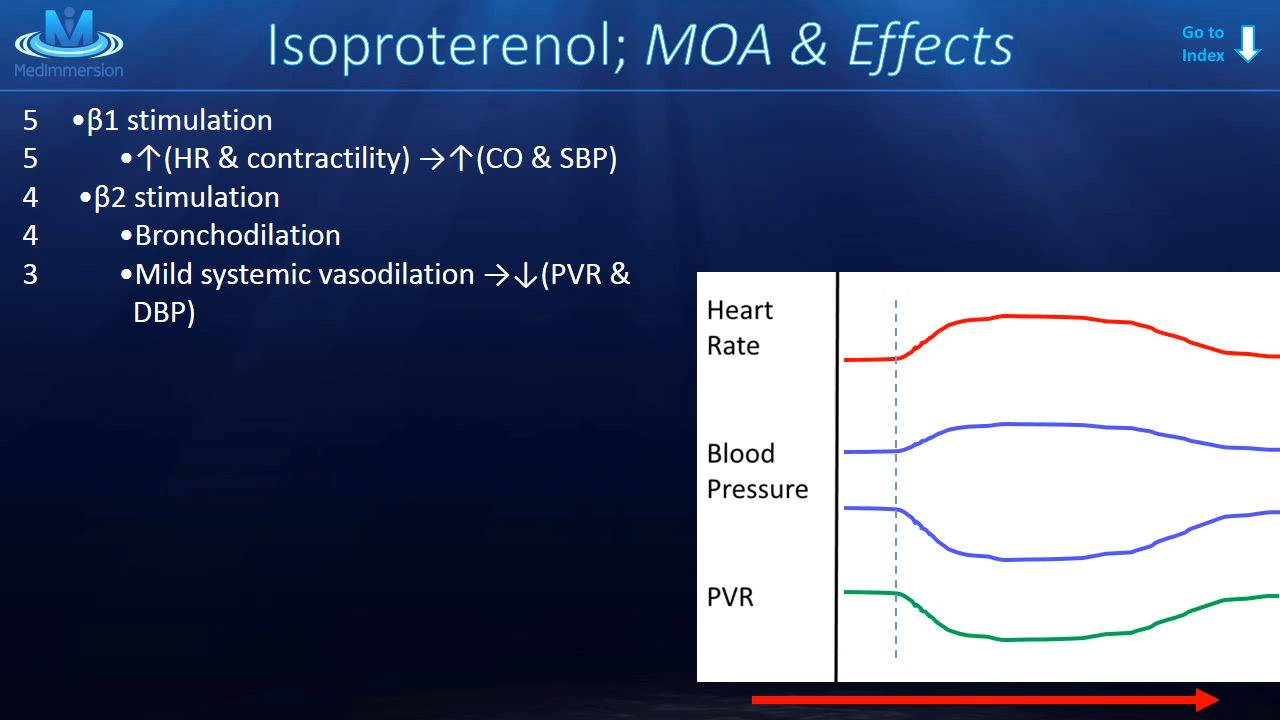 MedImmersion
Isoproterenol; MOA & Effects
Go to
Index
5 •β1 stimulation
5 •↑(HR & contractility) →↑(CO & SBP)
4 •β2 stimulation
4 •Bronchodilation
3 •Mild systemic vasodilation →↓(PVR &
DBP)
Heart
Rate
Blood
Pressure
PVR